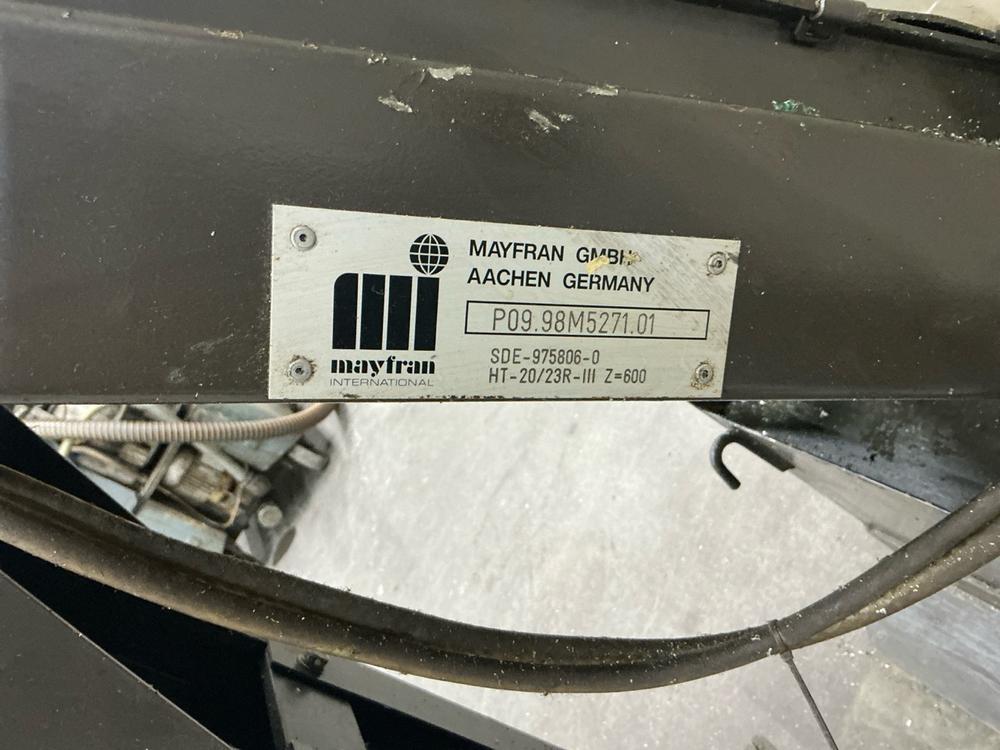 MAYFRAN GMBH
AACHEN GERMANY
P09.98M5271.01
SDE-975806-0
HT-20/23R-III Z=600
mayfran
INTERNATIONAL